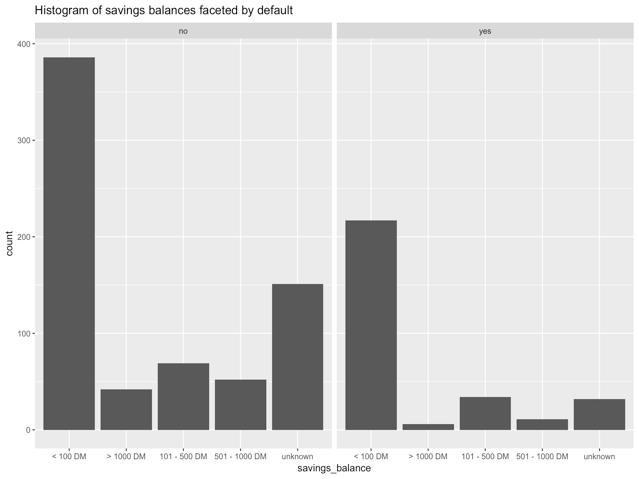 Histogram of savings balances faceted by default
no yes
400
300
200
100
0
count
< 100 DM > 1000 DM 101 - 500 DM 501 - 1000 DM unknown < 100 DM > 1000 DM 101 - 500 DM 501 - 1000 DM unknown
savings_balance